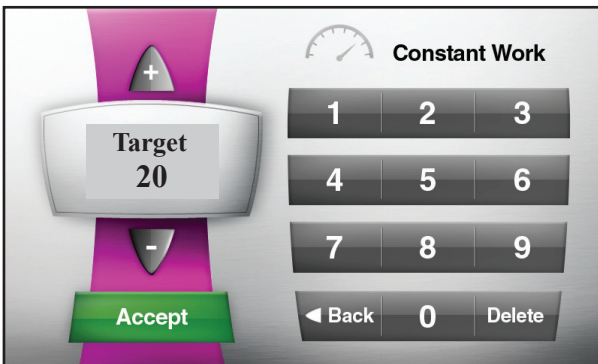 Constant Work
+
Target
20
-
Accept
1 2 3
4 5 6
7 8 9
Back 0 Delete